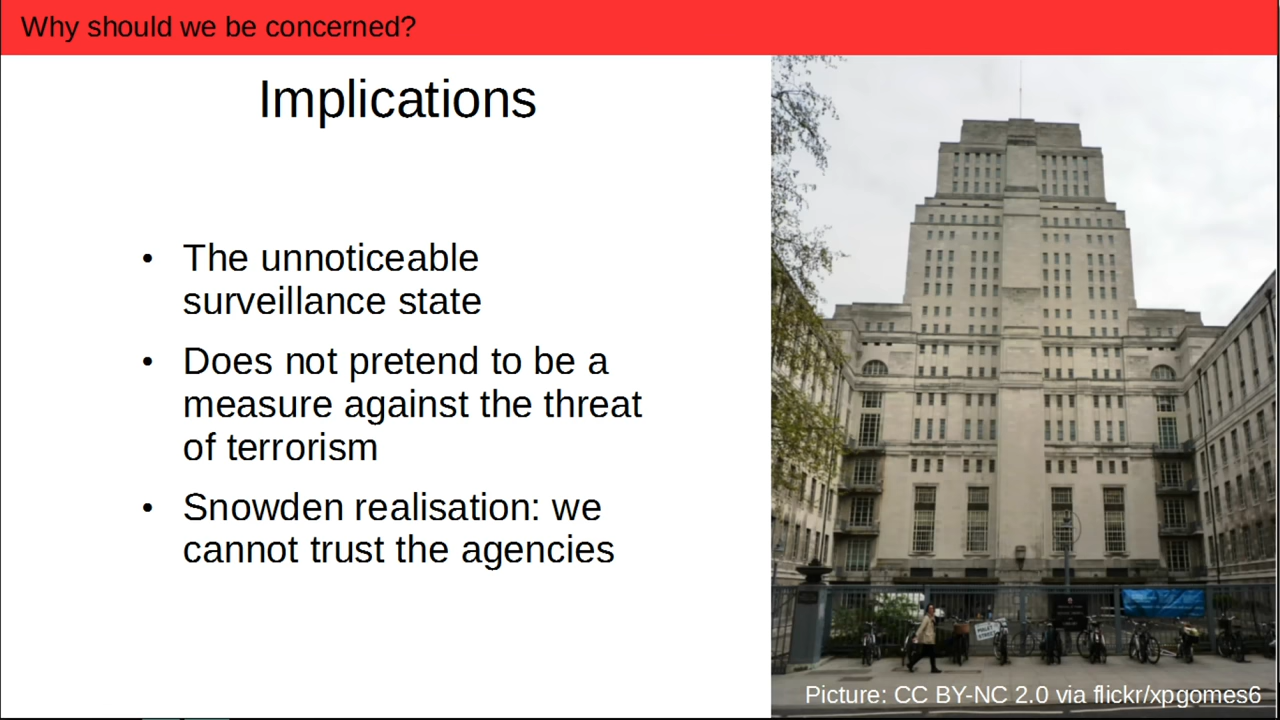 Why should we be concerned?
Implications
• The unnoticeable
surveillance state
• Does not pretend to be a
measure against the threat
of terrorism
• Snowden realisation: we
cannot trust the agencies
Picture: CC BY-NC 2.0 via flickr/xpgomes6